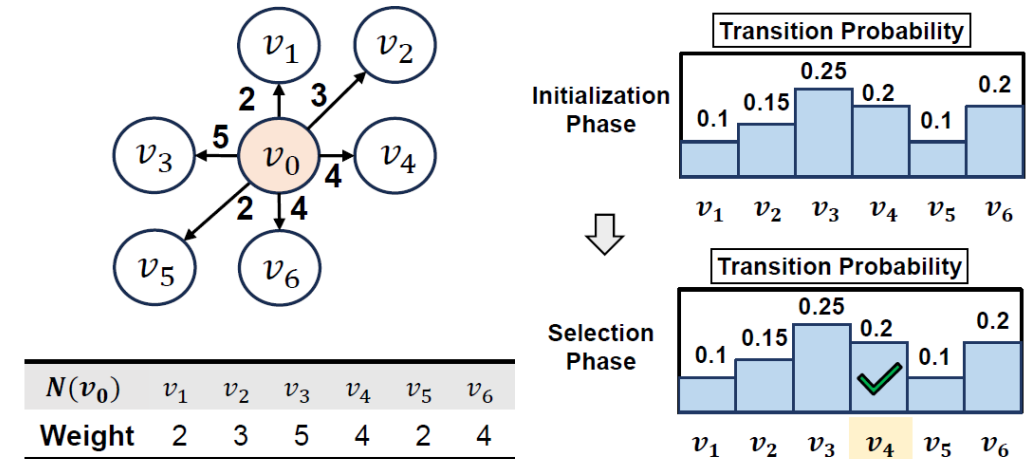 v1
v2
2
3
v3
5
v0
4
v4
2
4
v5
v6
N(v0) v1 v2 v3 v4 v5 v6
Weight 2 3 5 4 2 4
Transition Probability
Initialization
Phase
0.1 0.15 0.25 0.2 0.1 0.2
v1 v2 v3 v4 v5 v6
Transition Probability
Selection
Phase
0.1 0.15 0.25 0.2 0.1 0.2
v1 v2 v3 v4 v5 v6